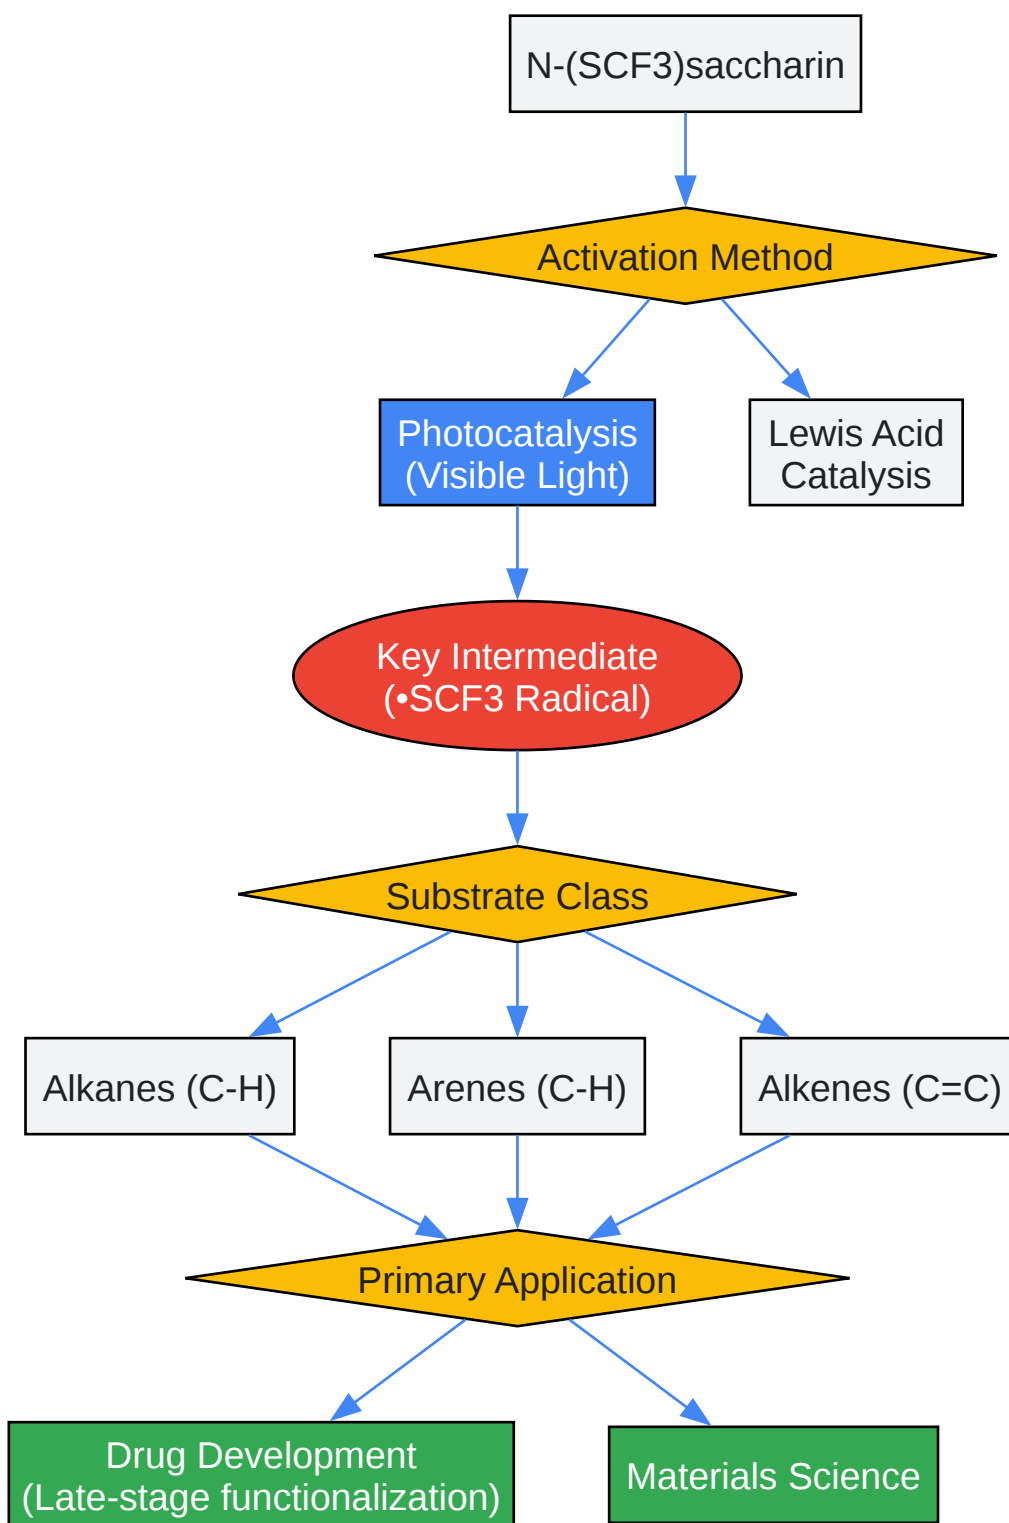 N-(SCF3)saccharin
Activation Method
Photocatalysis
(Visible Light)
Lewis Acid
Catalysis
Key Intermediate
(•SCF3 Radical)
Substrate Class
Alkanes (C-H)
Arenes (C-H)
Alkenes (C=C)
Primary Application
Drug Development
(Late-stage functionalization)
Materials Science